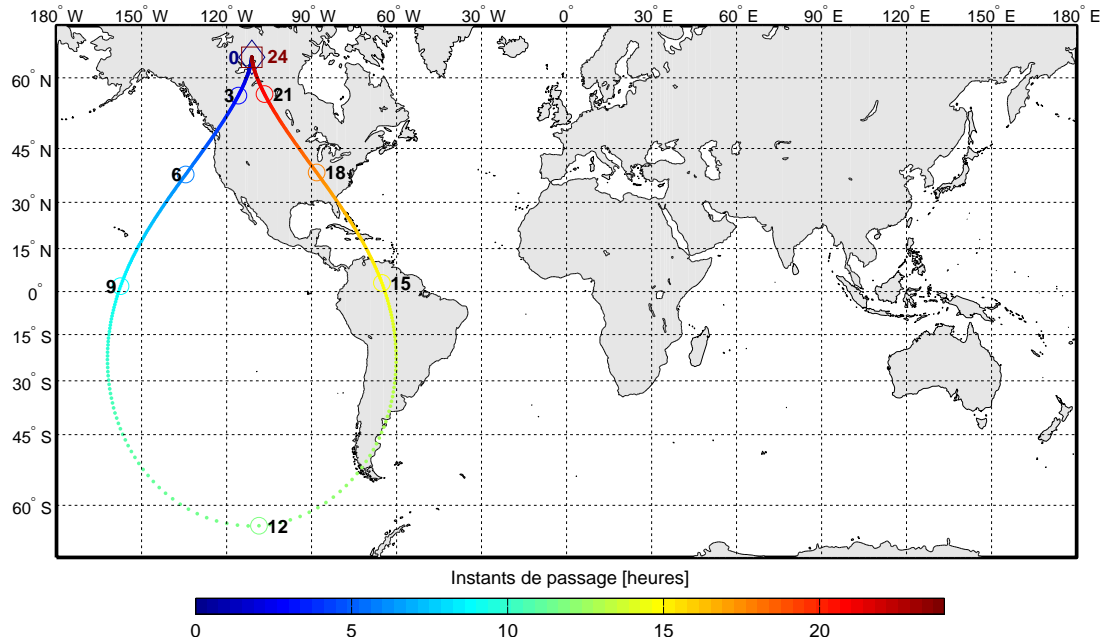 180° W 150° W 120° W 90° W 60° W 30° W 0° 30° E 60° E 90° E 120° E 150° E 180° E
0 24
60° N
3 21
45° N
6 18
30° N
15° N
9 15
0°
15° S
30° S
45° S
60° S
12
Instants de passage [heures]
0 5 10 15 20